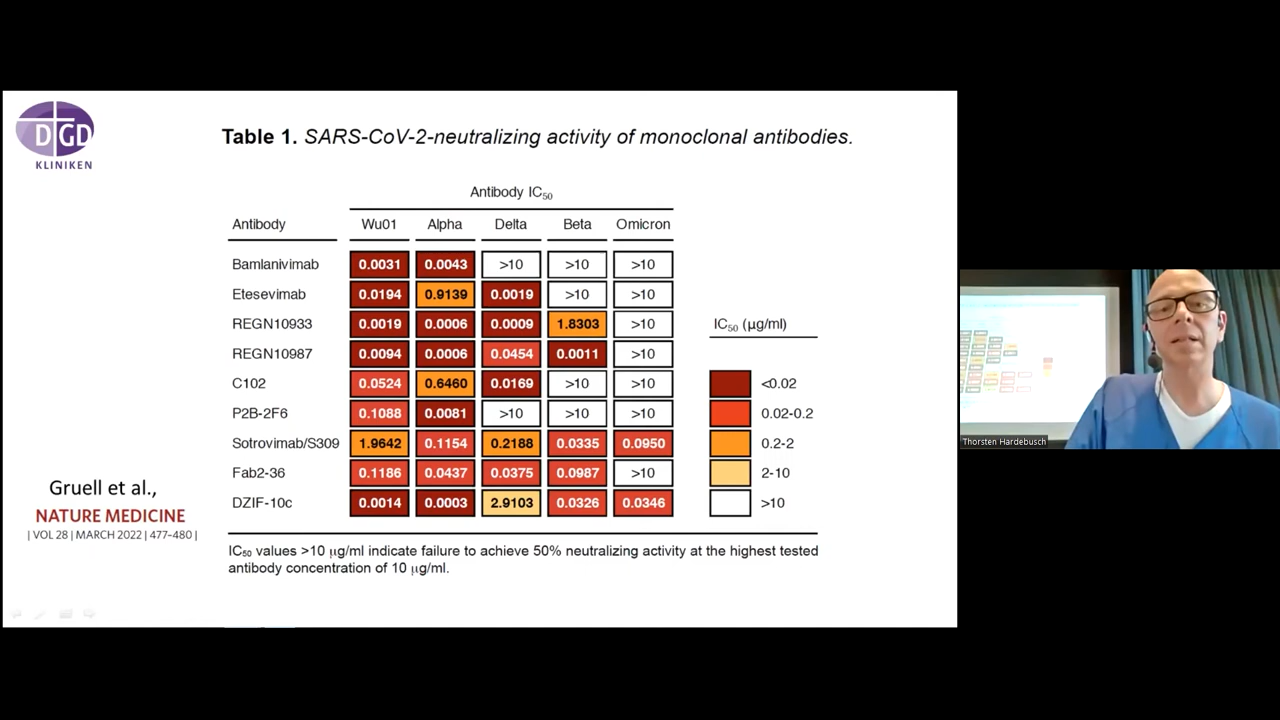 DGD
KLINIKEN
Table 1. SARS-CoV-2-neutralizing activity of monoclonal antibodies.
Antibody IC50
Antibody Wu01 Alpha Delta Beta Omicron
Bamlanivimab 0.0031 0.0043 >10 >10 >10
Etesevimab 0.0194 0.9139 0.0019 >10 >10
REGN10933 0.0019 0.0006 0.0009 1.8303 >10
REGN10987 0.0094 0.0006 0.0454 0.0011 >10
C102 0.0524 0.6460 0.0169 >10 >10
P2B-2F6 0.1088 0.0081 >10 >10 >10
Sotrovimab/S309 1.9642 0.1154 0.2188 0.0335 0.0950
Fab2-36 0.1186 0.0437 0.0375 0.0987 >10
DZIF-10c 0.0014 0.0003 2.9103 0.0326 0.0346
IC50 (µg/ml)
<0.02
0.02-0.2
0.2-2
2-10
>10
IC50 values >10 µg/ml indicate failure to achieve 50% neutralizing activity at the highest tested
antibody concentration of 10 µg/ml.
Gruell et al.,
NATURE MEDICINE
| VOL 28 | MARCH 2022 | 477–480 |
Thorsten Hardebusch